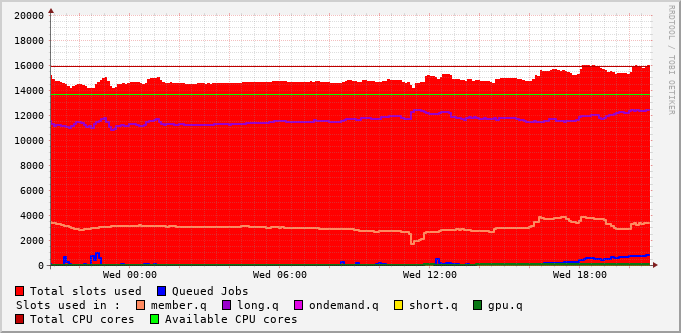 20000
18000
16000
14000
12000
10000
8000
6000
4000
2000
0
Wed 00:00 Wed 06:00 Wed 12:00 Wed 18:00
RRDTOOL / TOBI OETIKER
Total slots used Queued Jobs
Slots used in : member.q long.q ondemand.q short.q gpu.q
Total CPU cores Available CPU cores